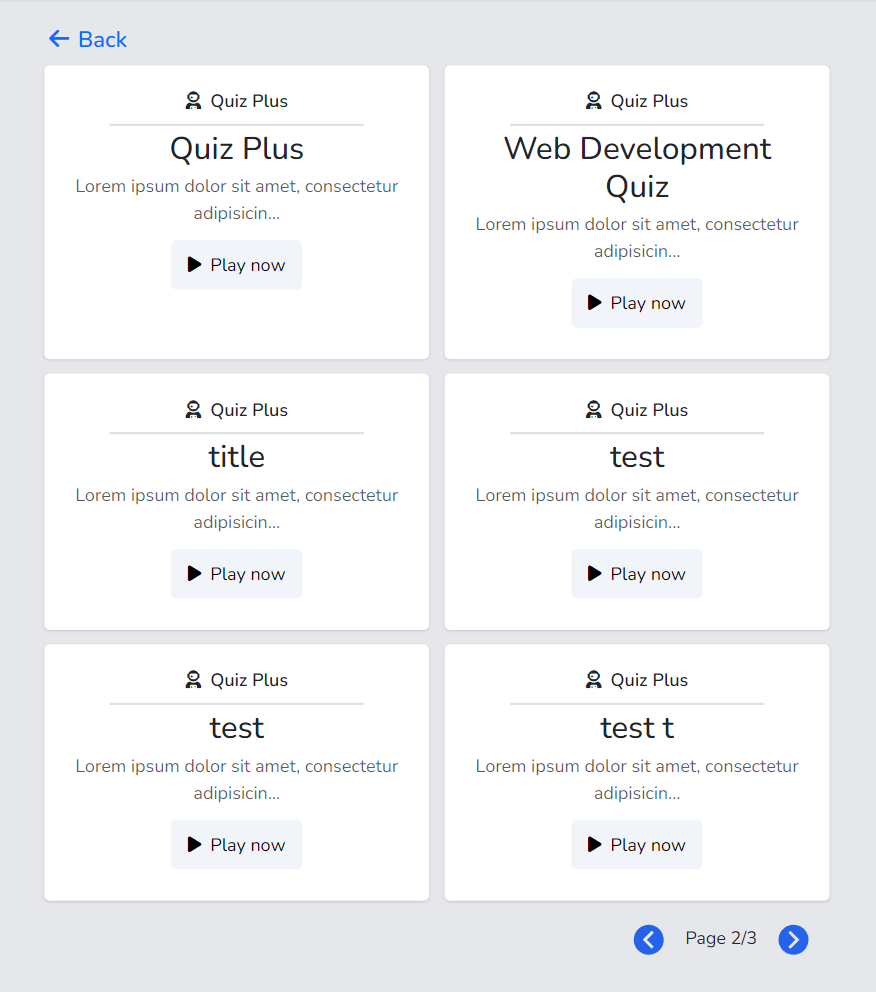 Back
Quiz Plus
Quiz Plus
Lorem ipsum dolor sit amet, consectetur
adipisicin...
Play now
Quiz Plus
Web Development
Quiz
Lorem ipsum dolor sit amet, consectetur
adipisicin...
Play now
Quiz Plus
title
Lorem ipsum dolor sit amet, consectetur
adipisicin...
Play now
Quiz Plus
test
Lorem ipsum dolor sit amet, consectetur
adipisicin...
Play now
Quiz Plus
test
Lorem ipsum dolor sit amet, consectetur
adipisicin...
Play now
Quiz Plus
test t
Lorem ipsum dolor sit amet, consectetur
adipisicin...
Play now
Page 2/3